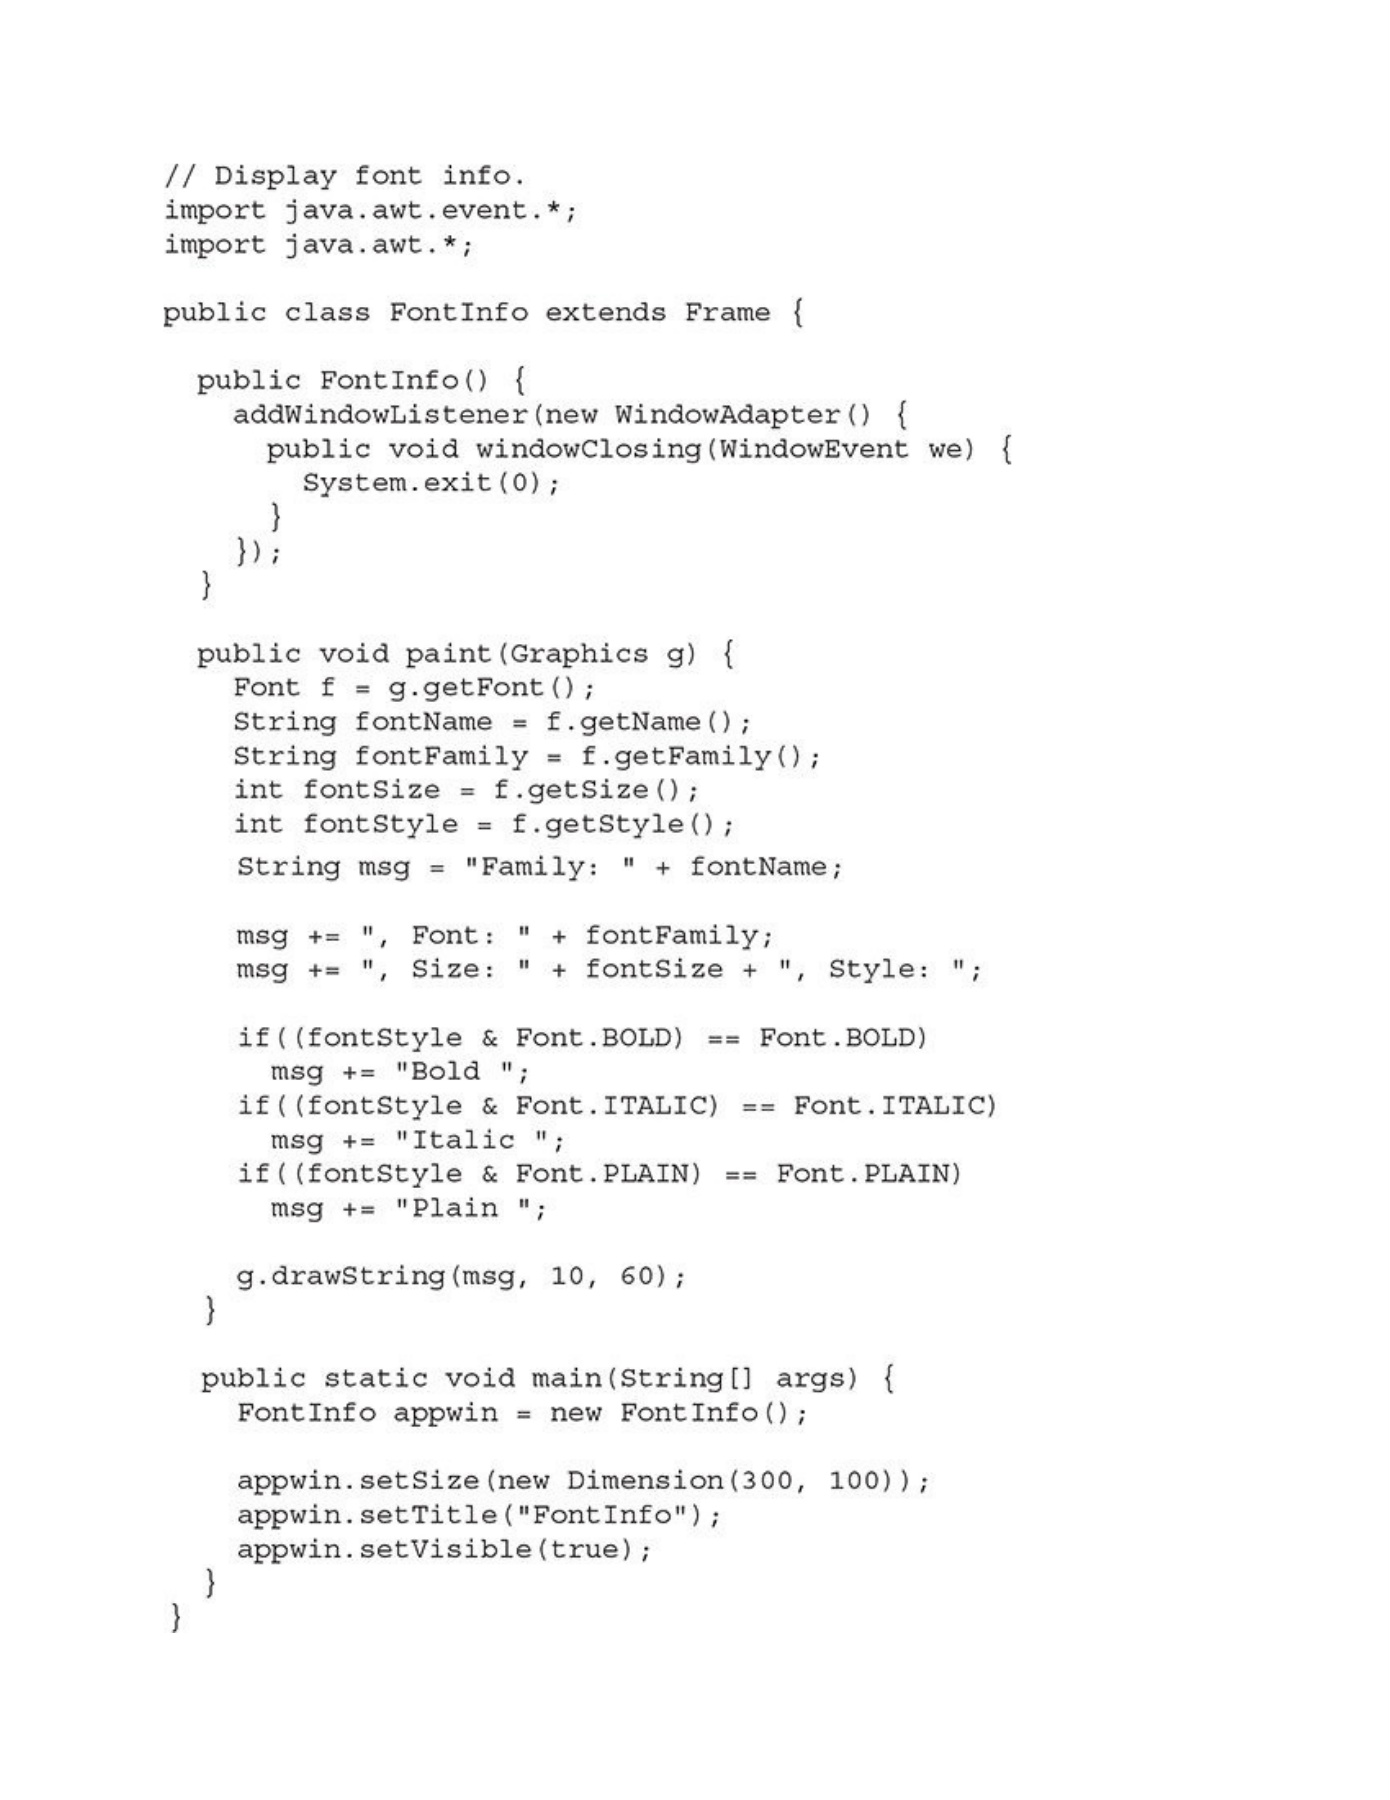 // Display font info.
import java.awt.event.*;
import java.awt.*;

public class FontInfo extends Frame {

  public FontInfo() {
    addWindowListener(new WindowAdapter() {
      public void windowClosing(WindowEvent we) {
        System.exit(0);
      }
    });
  }

  public void paint(Graphics g) {
    Font f = g.getFont();
    String fontName = f.getName();
    String fontFamily = f.getFamily();
    int fontSize = f.getSize();
    int fontStyle = f.getStyle();
    String msg = "Family: " + fontName;

    msg += ", Font: " + fontFamily;
    msg += ", Size: " + fontSize + ", Style: ";

    if((fontStyle & Font.BOLD) == Font.BOLD)
      msg += "Bold ";
    if((fontStyle & Font.ITALIC) == Font.ITALIC)
      msg += "Italic ";
    if((fontStyle & Font.PLAIN) == Font.PLAIN)
      msg += "Plain ";

    g.drawString(msg, 10, 60);
  }

  public static void main(String[] args) {
    FontInfo appwin = new FontInfo();

    appwin.setSize(new Dimension(300, 100));
    appwin.setTitle("FontInfo");
    appwin.setVisible(true);
  }
}